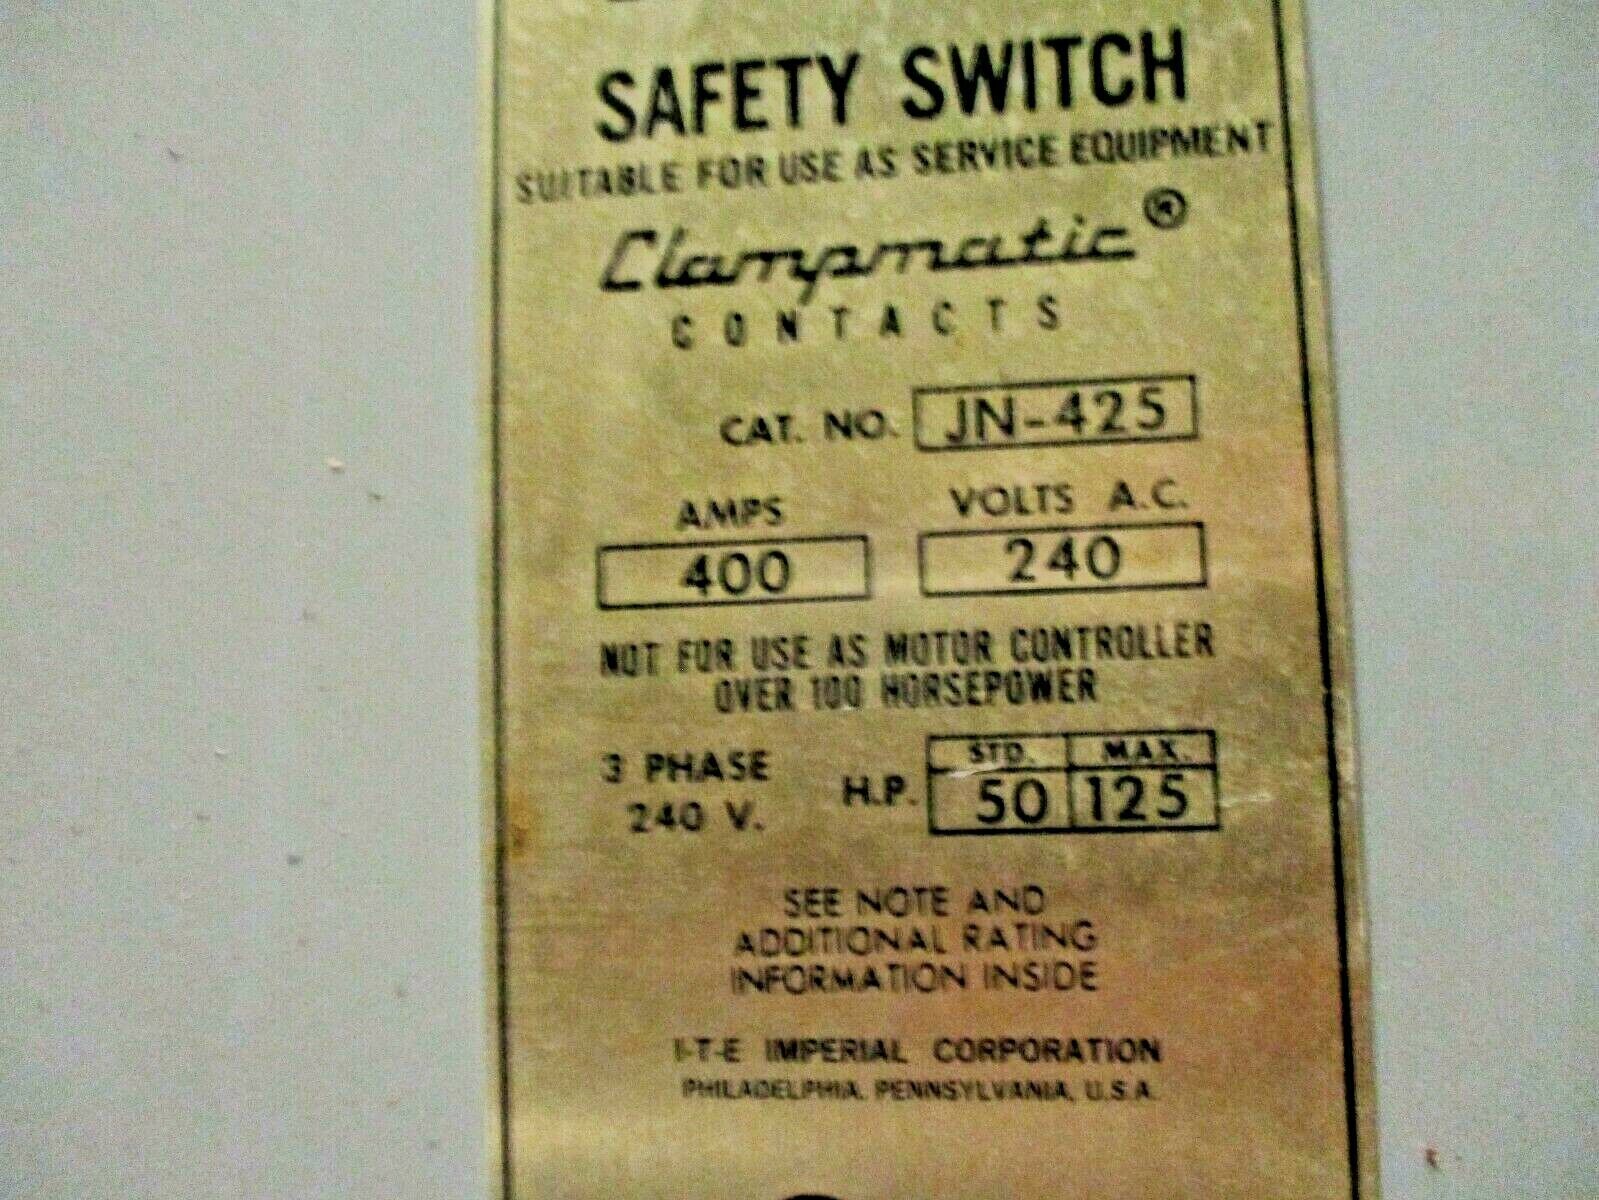 SAFETY SWITCH
SUITABLE FOR USE AS SERVICE EQUIPMENT
Clampmatic ®
CONTACTS
CAT. NO. JN-425
AMPS VOLTS A.C.
400 240
NOT FOR USE AS MOTOR CONTROLLER
OVER 100 HORSEPOWER
3 PHASE
240 V.
H.P.
STD. MAX.
50 125
SEE NOTE AND
ADDITIONAL RATING
INFORMATION INSIDE
I-T-E IMPERIAL CORPORATION
PHILADELPHIA, PENNSYLVANIA, U.S.A.